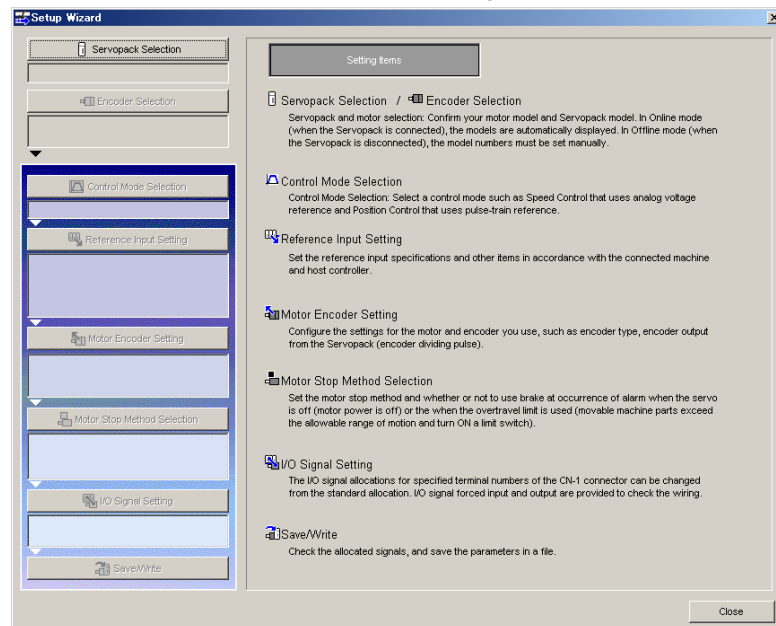 Setup Wizard
Servopack Selection
Encoder Selection
Control Mode Selection
Reference Input Setting
Motor Encoder Setting
Motor Stop Method Selection
I/O Signal Setting
Save/Write
Setting Items
Servopack Selection / Encoder Selection
Servopack and motor selection: Confirm your motor model and Servopack model. In Online mode
(when the Servopack is connected), the models are automatically displayed. In Offline mode (when
the Servopack is disconnected), the model numbers must be set manually.
Control Mode Selection
Control Mode Selection: Select a control mode such as Speed Control that uses analog voltage
reference and Position Control that uses pulse-train reference.
Reference Input Setting
Set the reference input specifications and other items in accordance with the connected machine
and host controller.
Motor Encoder Setting
Configure the settings for the motor and encoder you use, such as encoder type, encoder output
from the Servopack (encoder dividing pulse).
Motor Stop Method Selection
Set the motor stop method and whether or not to use brake at occurrence of alarm when the servo
is off (motor power is off) or the when the overtravel limit is used (movable machine parts exceed
the allowable range of motion and turn ON a limit switch).
I/O Signal Setting
The I/O signal allocations for specified terminal numbers of the CN-1 connector can be changed
from the standard allocation. I/O signal forced input and output are provided to check the wiring.
Save/Write
Check the allocated signals, and save the parameters in a file.
Close